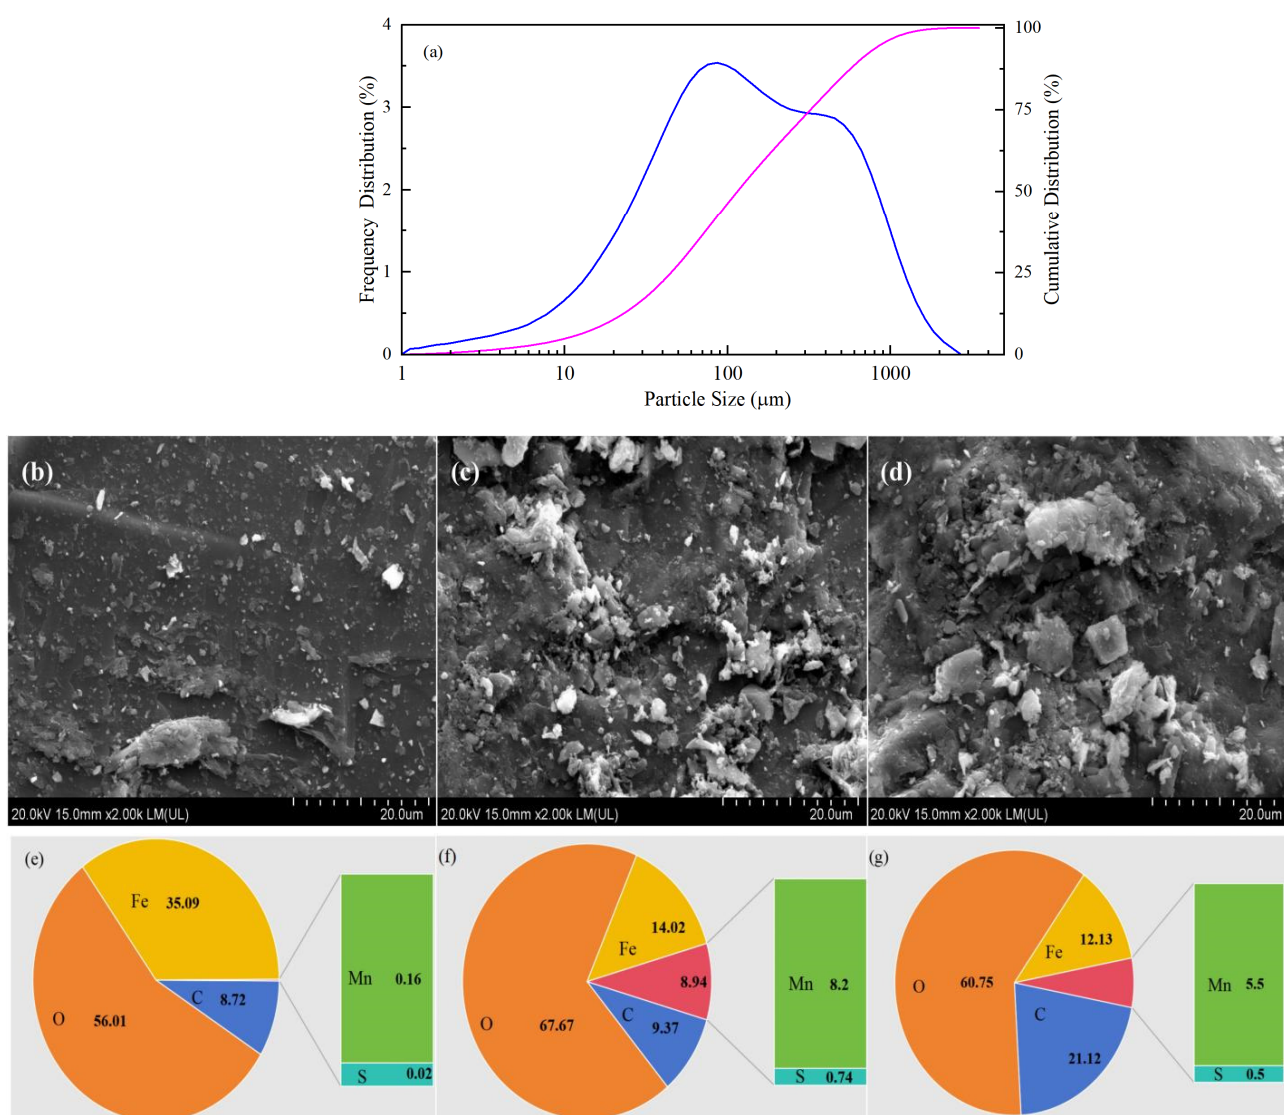 (a)
Frequency Distribution (%)
4
3
2
1
0
Cumulative Distribution (%)
100
75
50
25
0
1 10 100 1000
Particle Size (μm)
(b) (c) (d)
20.0kV 15.0mm x2.00k LM(UL) 20.0um
20.0kV 15.0mm x2.00k LM(UL) 20.0um
20.0kV 15.0mm x2.00k LM(UL) 20.0um
(e)
Fe 35.09
C 8.72
O 56.01
Mn 0.16
S 0.02
(f)
14.02
Fe
8.94
C 9.37
O 67.67
Mn 8.2
S 0.74
(g)
12.13
Fe
O 60.75
C
21.12
Mn 5.5
S 0.5